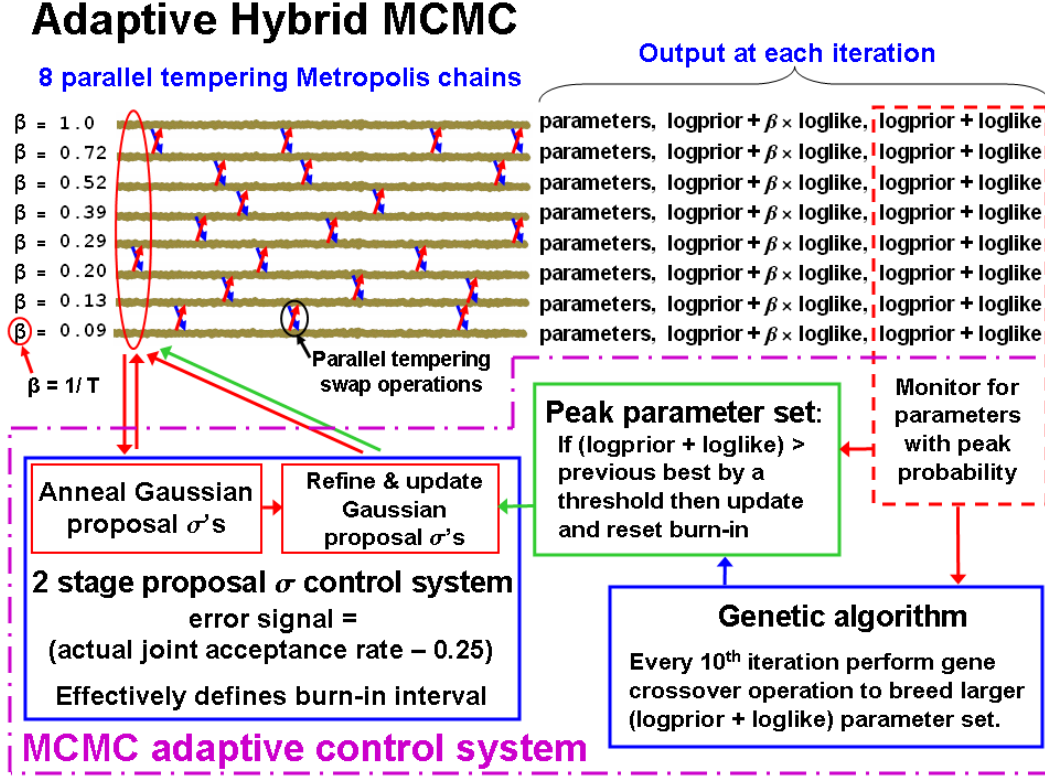 Adaptive Hybrid MCMC
8 parallel tempering Metropolis chains
Output at each iteration
β = 1.0
parameters, logprior + β × loglike, logprior + loglike
β = 0.72
parameters, logprior + β × loglike, logprior + loglike
β = 0.52
parameters, logprior + β × loglike, logprior + loglike
β = 0.39
parameters, logprior + β × loglike, logprior + loglike
β = 0.29
parameters, logprior + β × loglike, logprior + loglike
β = 0.20
parameters, logprior + β × loglike, logprior + loglike
β = 0.13
parameters, logprior + β × loglike, logprior + loglike
β = 0.09
parameters, logprior + β × loglike, logprior + loglike
β = 1/ T
Parallel tempering
swap operations
Monitor for
parameters
with peak
probability
Peak parameter set:
If (logprior + loglike) >
previous best by a
threshold then update
and reset burn-in
Anneal Gaussian
proposal σ's
Refine & update
Gaussian
proposal σ's
2 stage proposal σ control system
error signal =
(actual joint acceptance rate – 0.25)
Effectively defines burn-in interval
Genetic algorithm
Every 10th iteration perform gene
crossover operation to breed larger
(logprior + loglike) parameter set.
MCMC adaptive control system